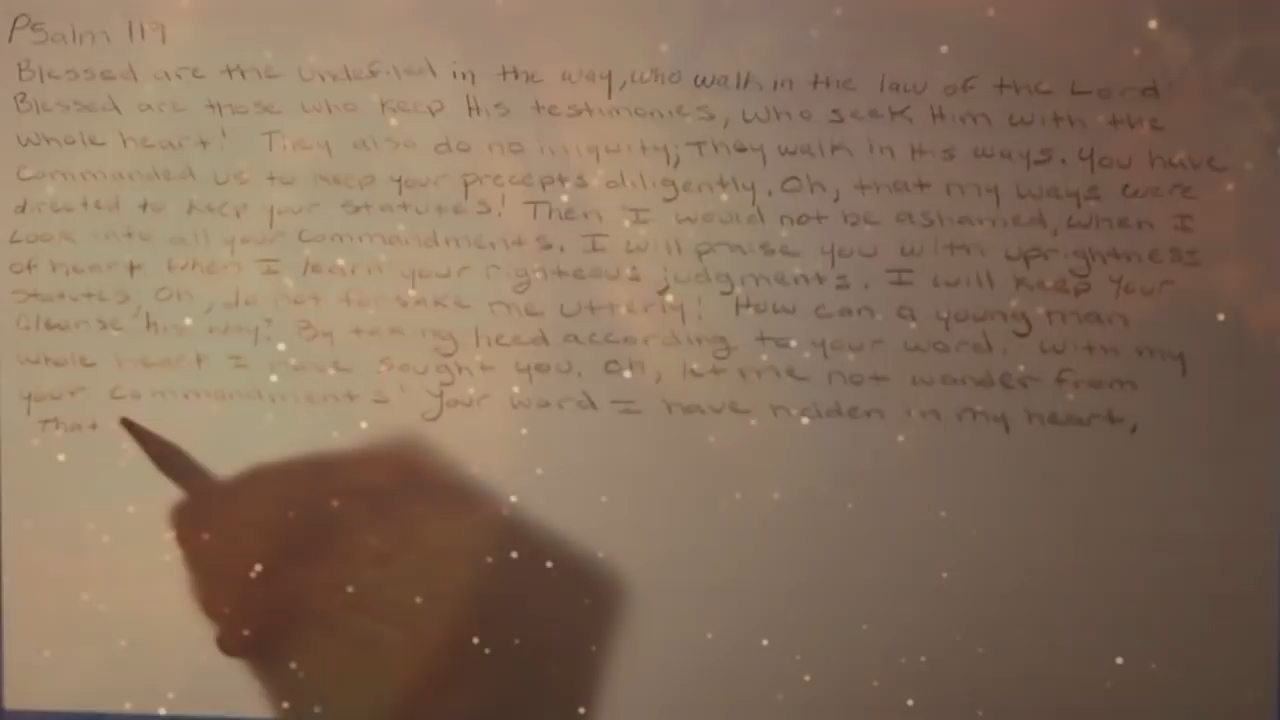 Psalm 119
Blessed are the undefiled in the way, who walk in the law of the Lord
Blessed are those who keep His testimonies, who seek Him with the
whole heart! They also do no iniquity; They walk in His ways. You have
commanded us to keep your precepts diligently. Oh, that my ways were
directed to keep your statutes! Then I would not be ashamed, when I
Look into all your commandments. I will praise you with uprightness
of heart when I learn your righteous judgments. I will keep Your
statutes, Oh, do not forsake me utterly! How can a young man
Cleanse his way? By taking heed according to your word. With my
whole heart I have sought you. Oh, let me not wander from
your commandments! Your word I have hidden in my heart,
That